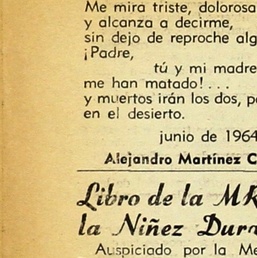 Me mira triste, dolorosa
y alcanza a decirme,
sin dejo de reproche alg
¡Padre,
tú y mi madre
me han matado! . . .
y muertos irán los dos, p
en el desierto.
junio de 1964
Alejandro Martínez C
Libro de la MR
la Niñez Dura
Auspiciado por la Me